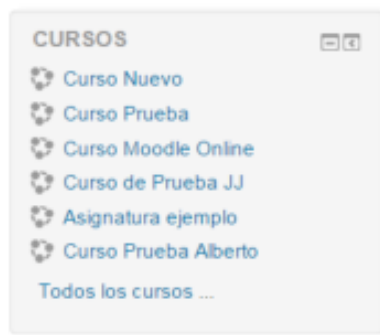 CURSOS
Curso Nuevo
Curso Prueba
Curso Moodle Online
Curso de Prueba JJ
Asignatura ejemplo
Curso Prueba Alberto
Todos los cursos ...